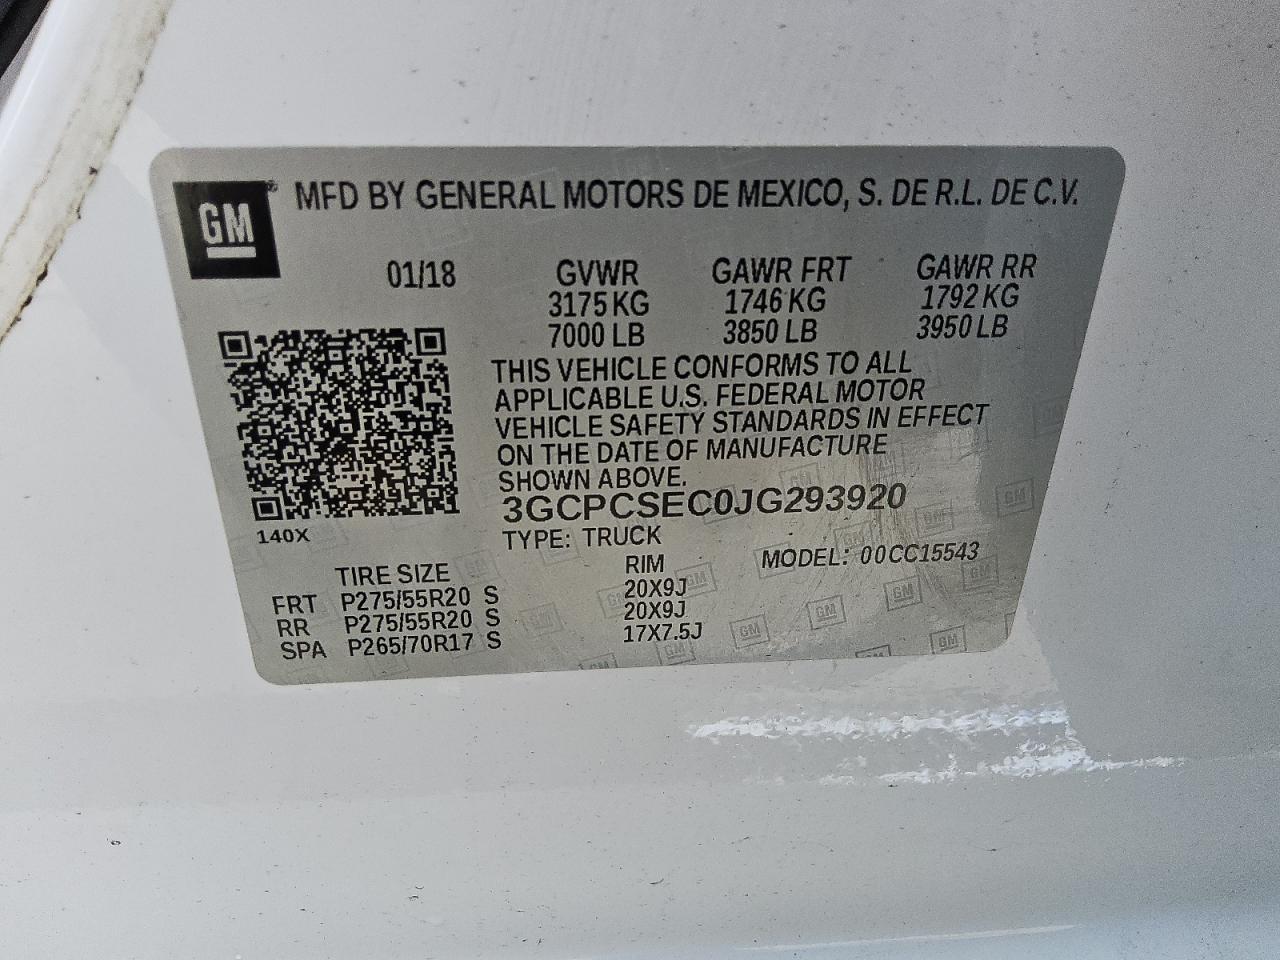 GM® MFD BY GENERAL MOTORS DE MEXICO, S. DE R.L. DE C.V.
01/18 GVWR GAWR FRT GAWR RR
3175 KG 1746 KG 1792 KG
7000 LB 3850 LB 3950 LB
THIS VEHICLE CONFORMS TO ALL
APPLICABLE U.S. FEDERAL MOTOR
VEHICLE SAFETY STANDARDS IN EFFECT
ON THE DATE OF MANUFACTURE
SHOWN ABOVE.
3GCPCSEC0JG293920
140X TYPE: TRUCK MODEL: 00CC15543
TIRE SIZE RIM
FRT P275/55R20 S 20X9J
RR P275/55R20 S 20X9J
SPA P265/70R17 S 17X7.5J